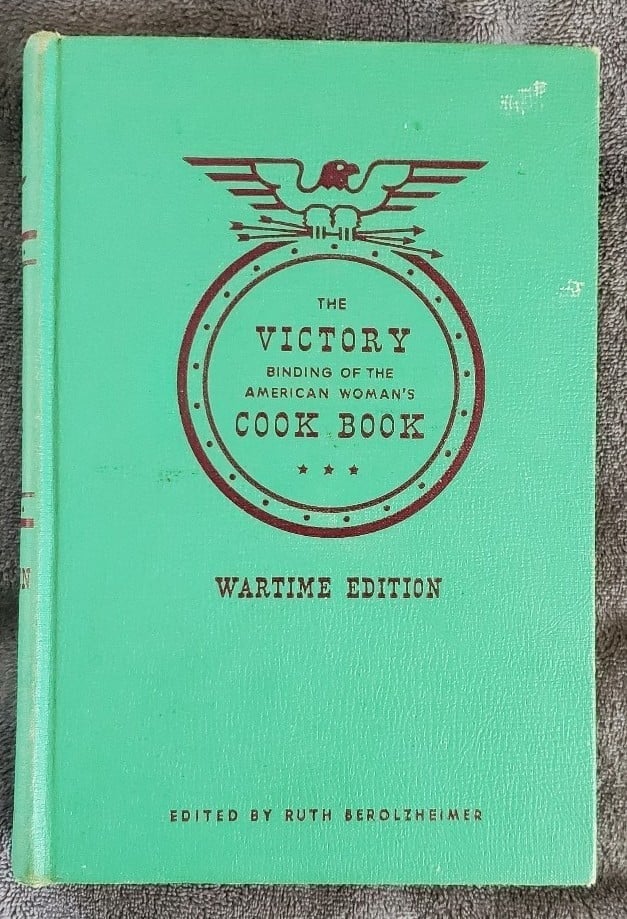 THE
VICTORY
BINDING OF THE
AMERICAN WOMAN'S
COOK BOOK
WARTIME EDITION
EDITED BY RUTH BEROLZHEIMER